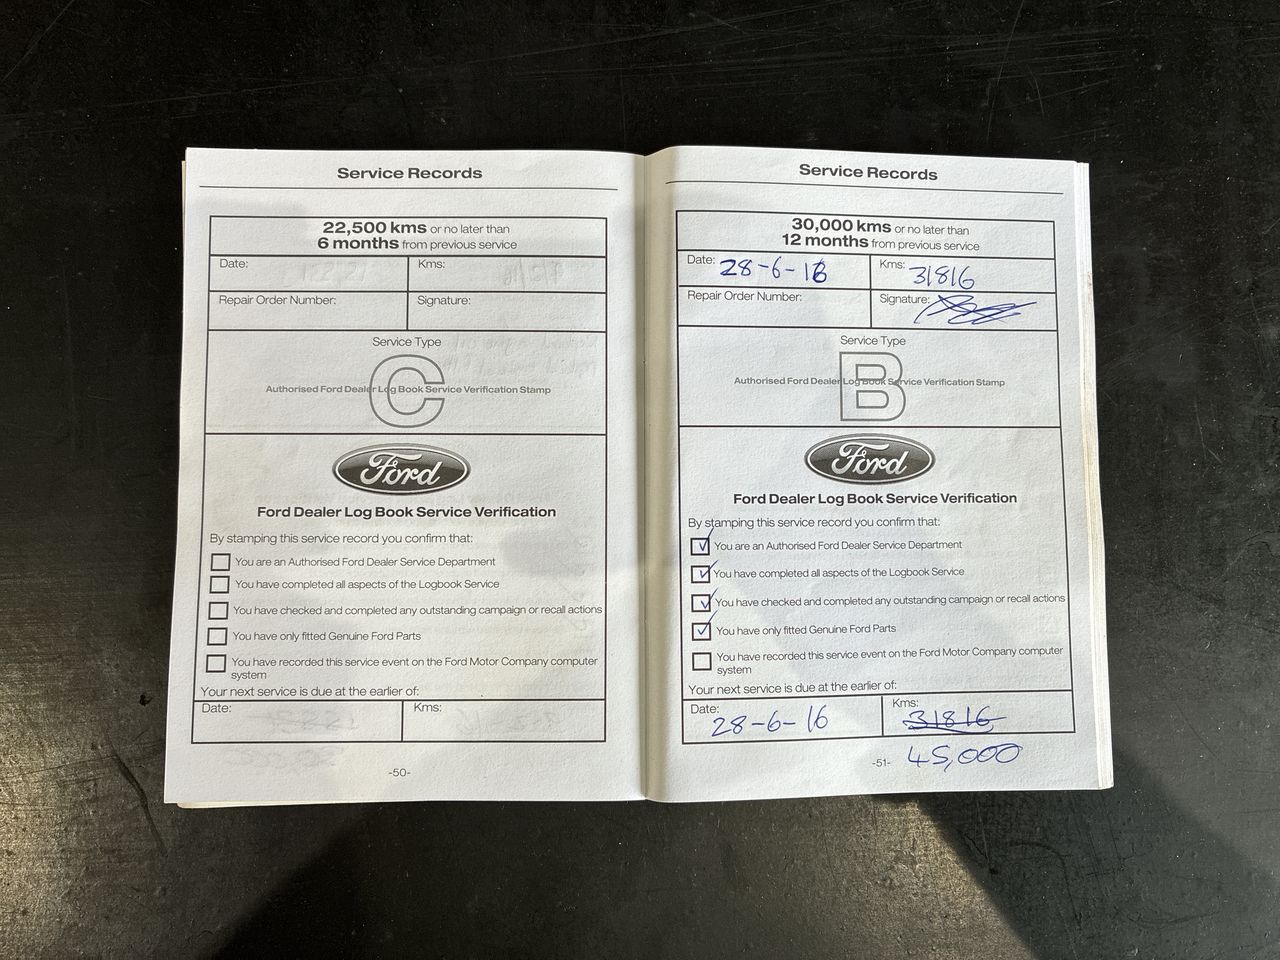 Service Records
22,500 kms or no later than
6 months from previous service
Date:
Kms:
Repair Order Number:
Signature:
Service Type
C
Authorised Ford Dealer Log Book Service Verification Stamp
Ford
Ford Dealer Log Book Service Verification
By stamping this service record you confirm that:
You are an Authorised Ford Dealer Service Department
You have completed all aspects of the Logbook Service
You have checked and completed any outstanding campaign or recall actions
You have only fitted Genuine Ford Parts
You have recorded this service event on the Ford Motor Company computer
system
Your next service is due at the earlier of:
Date:
Kms:
-50-
Service Records
30,000 kms or no later than
12 months from previous service
Date: 28-6-16
Kms: 31816
Repair Order Number:
Signature:
Service Type
B
Authorised Ford Dealer Log Book Service Verification Stamp
Ford
Ford Dealer Log Book Service Verification
By stamping this service record you confirm that:
You are an Authorised Ford Dealer Service Department
You have completed all aspects of the Logbook Service
You have checked and completed any outstanding campaign or recall actions
You have only fitted Genuine Ford Parts
You have recorded this service event on the Ford Motor Company computer
system
Your next service is due at the earlier of:
Date: 28-6-16
Kms: 31816
-51- 45,000